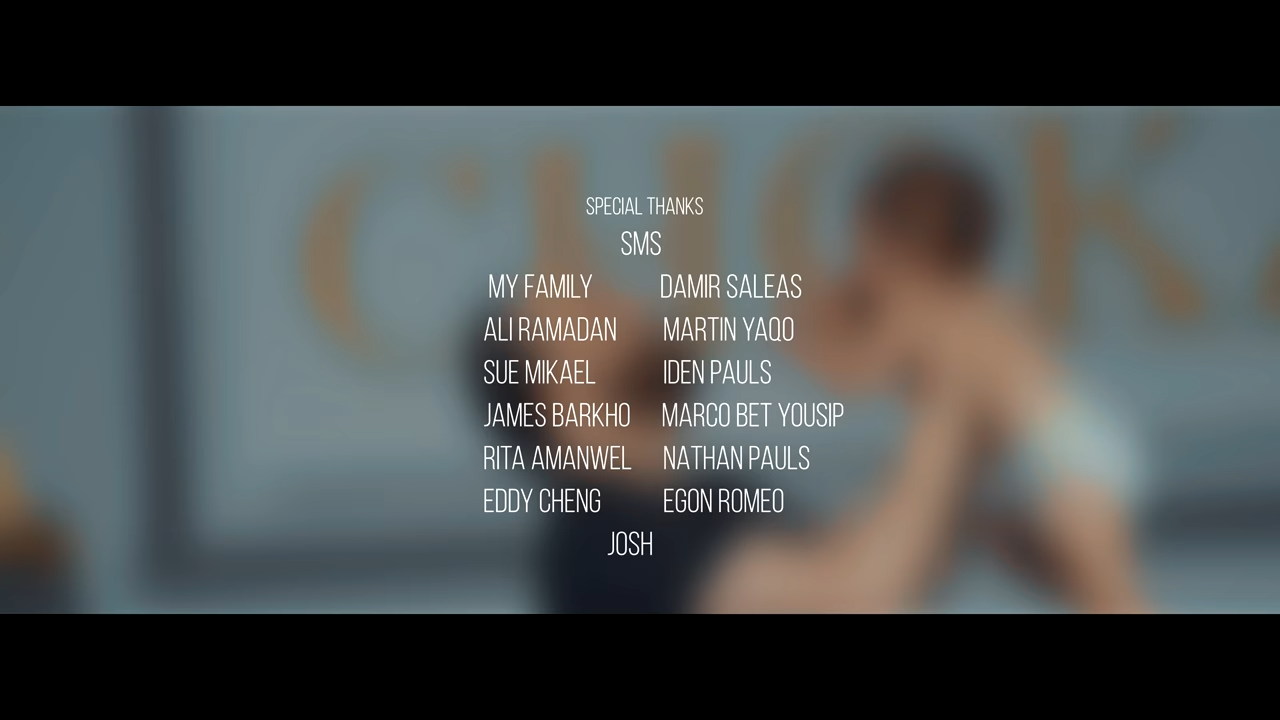 SPECIAL THANKS
SMS
MY FAMILY DAMIR SALEAS
ALI RAMADAN MARTIN YAQO
SUE MIKAEL IDEN PAULS
JAMES BARKHO MARCO BET YOUSIP
RITA AMANWEL NATHAN PAULS
EDDY CHENG EGON ROMEO
JOSH